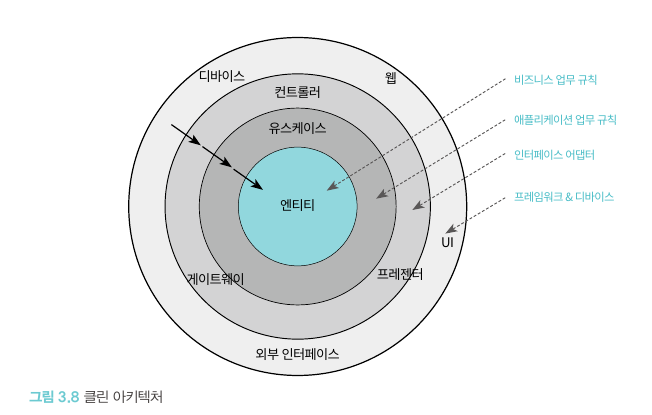 디바이스
웹
비즈니스 업무 규칙
컨트롤러
애플리케이션 업무 규칙
유스케이스
인터페이스 어댑터
프레임워크 & 디바이스
엔티티
UI
게이트웨이
프레젠터
외부 인터페이스
그림 3.8 클린 아키텍처